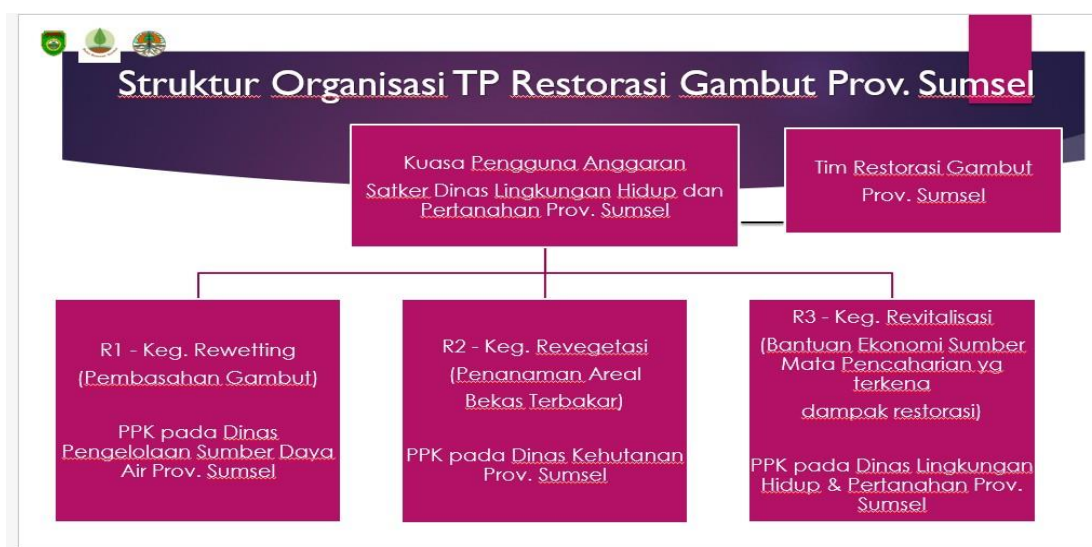 Struktur Organisasi TP Restorasi Gambut Prov. Sumsel
Kuasa Pengguna Anggaran
Satker Dinas Lingkungan Hidup dan
Pertanahan Prov. Sumsel
Tim Restorasi Gambut
Prov. Sumsel
R1 - Keg. Rewetting
(Pembasahan Gambut)
PPK pada Dinas
Pengelolaan Sumber Daya
Air Prov. Sumsel
R2 - Keg. Revegetasi
(Penanaman Areal
Bekas Terbakar)
PPK pada Dinas Kehutanan
Prov. Sumsel
R3 - Keg. Revitalisasi
(Bantuan Ekonomi Sumber
Mata Pencaharian yg
terkena
dampak restorasi)
PPK pada Dinas Lingkungan
Hidup & Pertanahan Prov.
Sumsel